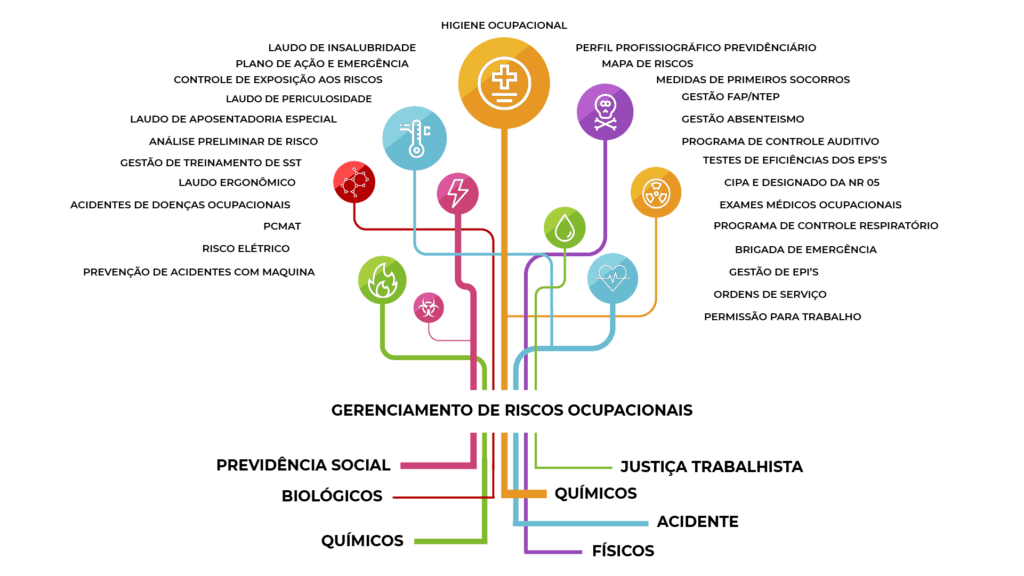 HIGIENE OCUPACIONAL
LAUDO DE INSALUBRIDADE
PLANO DE AÇÃO E EMERGÊNCIA
CONTROLE DE EXPOSIÇÃO AOS RISCOS
LAUDO DE PERICULOSIDADE
LAUDO DE APOSENTADORIA ESPECIAL
ANÁLISE PRELIMINAR DE RISCO
GESTÃO DE TREINAMENTO DE SST
LAUDO ERGONÔMICO
ACIDENTES DE DOENÇAS OCUPACIONAIS
PCMAT
RISCO ELÉTRICO
PREVENÇÃO DE ACIDENTES COM MAQUINA
PERFIL PROFISSIOGRÁFICO PREVIDÊNCIÁRIO
MAPA DE RISCOS
MEDIDAS DE PRIMEIROS SOCORROS
GESTÃO FAP/NTEP
GESTÃO ABSENTEISMO
PROGRAMA DE CONTROLE AUDITIVO
TESTES DE EFICIÊNCIAS DOS EPS'S
CIPA E DESIGNADO DA NR 05
EXAMES MÉDICOS OCUPACIONAIS
PROGRAMA DE CONTROLE RESPIRATÓRIO
BRIGADA DE EMERGÊNCIA
GESTÃO DE EPI'S
ORDENS DE SERVIÇO
PERMISSÃO PARA TRABALHO
GERENCIAMENTO DE RISCOS OCUPACIONAIS
PREVIDÊNCIA SOCIAL
BIOLÓGICOS
QUÍMICOS
JUSTIÇA TRABALHISTA
QUÍMICOS
ACIDENTE
FÍSICOS